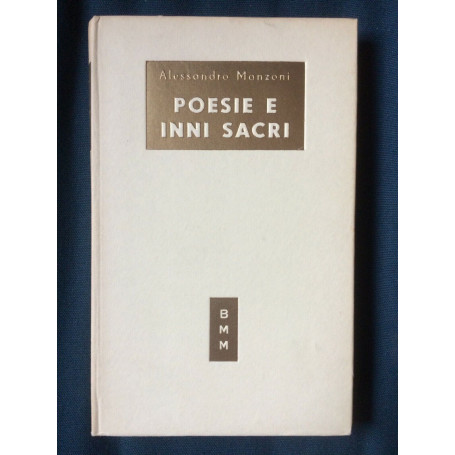 Alessandro Manzoni
POESIE E
INNI SACRI
B
M
M